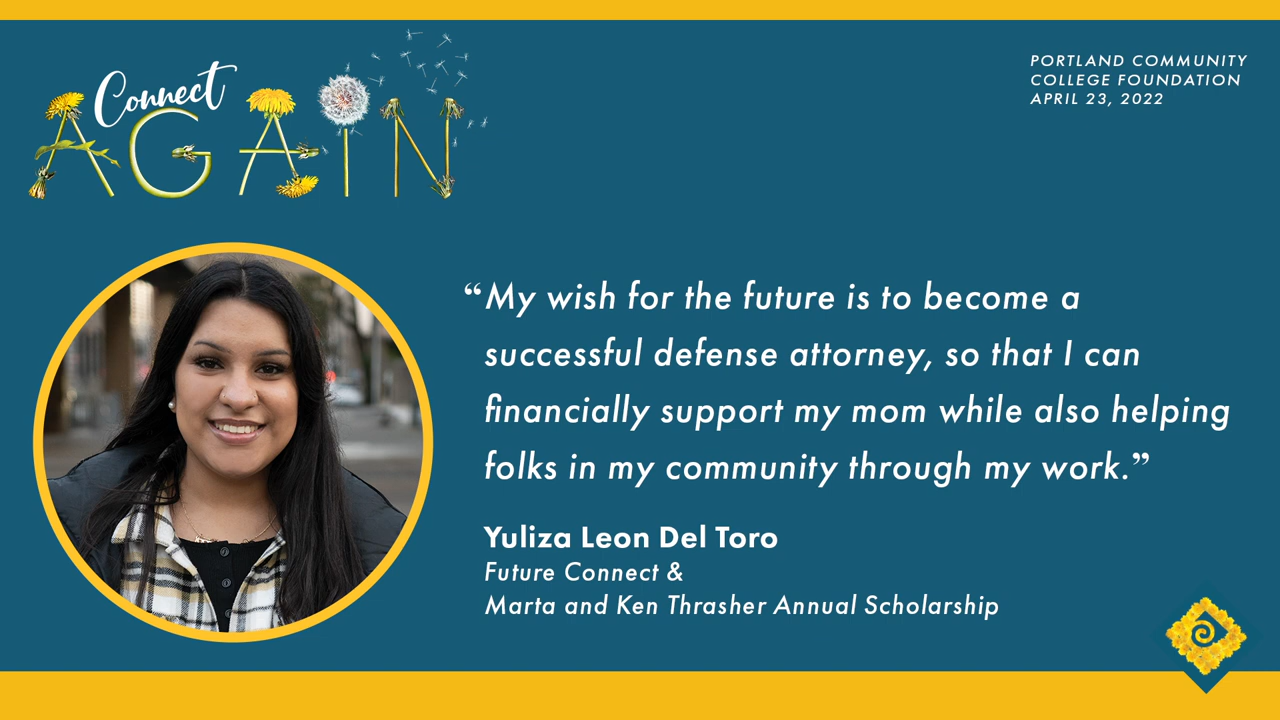 Connect
AGAIN
PORTLAND COMMUNITY
COLLEGE FOUNDATION
APRIL 23, 2022
“My wish for the future is to become a
successful defense attorney, so that I can
financially support my mom while also helping
folks in my community through my work.”
Yuliza Leon Del Toro
Future Connect &
Marta and Ken Thrasher Annual Scholarship